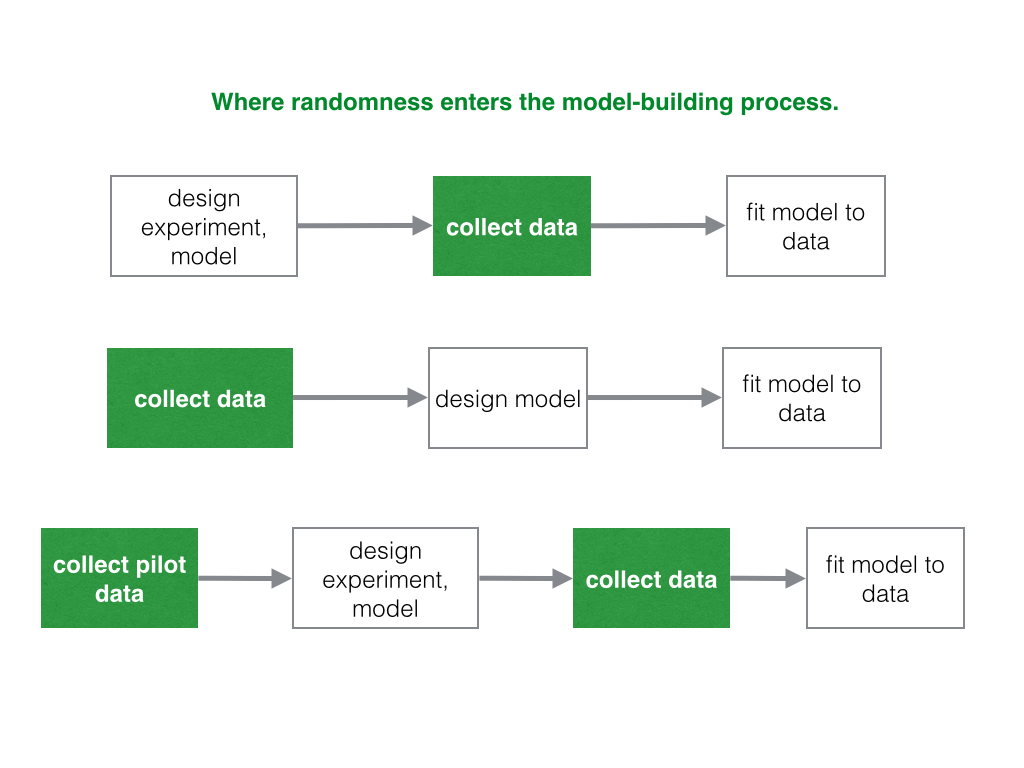 Where randomness enters the model-building process.
design
experiment,
model
collect data
fit model to
data
collect data
design model
fit model to
data
collect pilot
data
design
experiment,
model
collect data
fit model to
data